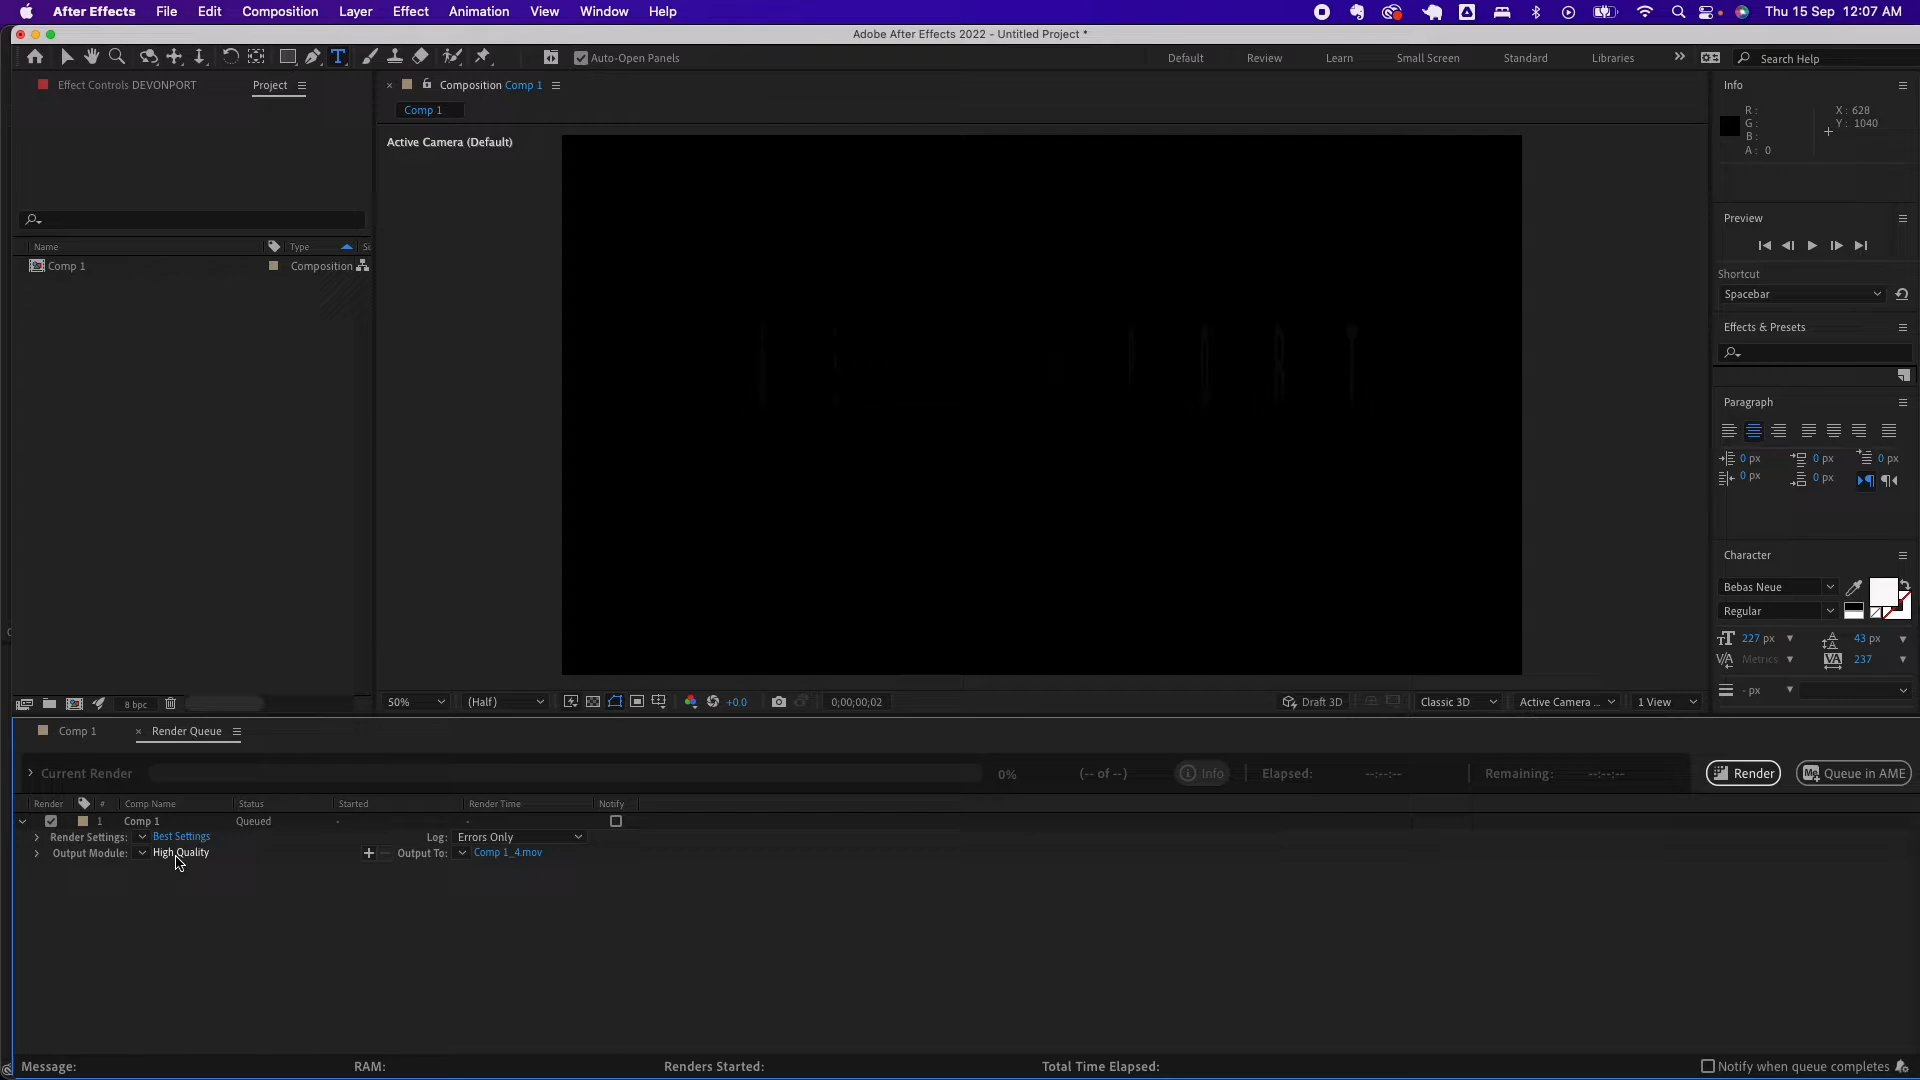 After Effects File Edit Composition Layer Effect Animation View Window Help Thu 15 Sep 12:07 AM
Adobe After Effects 2022 - Untitled Project *
Auto-Open Panels Default Review Learn Small Screen Standard Libraries Search Help
Effect Controls DEVONPORT Project Composition Comp 1 Info
Comp 1
R: X: 628
G: Y: 1040
B:
A: 0
Active Camera (Default)
Preview
Name Type Si
Comp 1 Composition
Shortcut
Spacebar
Effects & Presets
Paragraph
0 px 0 px 0 px
0 px 0 px
Character
Bebas Neue
Regular
227 px 43 px
Metrics 237
- px
8 bpc 50% (Half) +0.0 0;00;00;02 Draft 3D Classic 3D Active Camera ... 1 View
Comp 1 Render Queue
Current Render 0% (-- of --) Info Elapsed: --:--:-- Remaining: --:--:-- Render Queue in AME
Render # Comp Name Status Started Render Time Notify
1 Comp 1 Queued - -
Render Settings: Best Settings Log: Errors Only
Output Module: High Quality Output To: Comp 1_4.mov
Message: RAM: Renders Started: Total Time Elapsed: Notify when queue completes